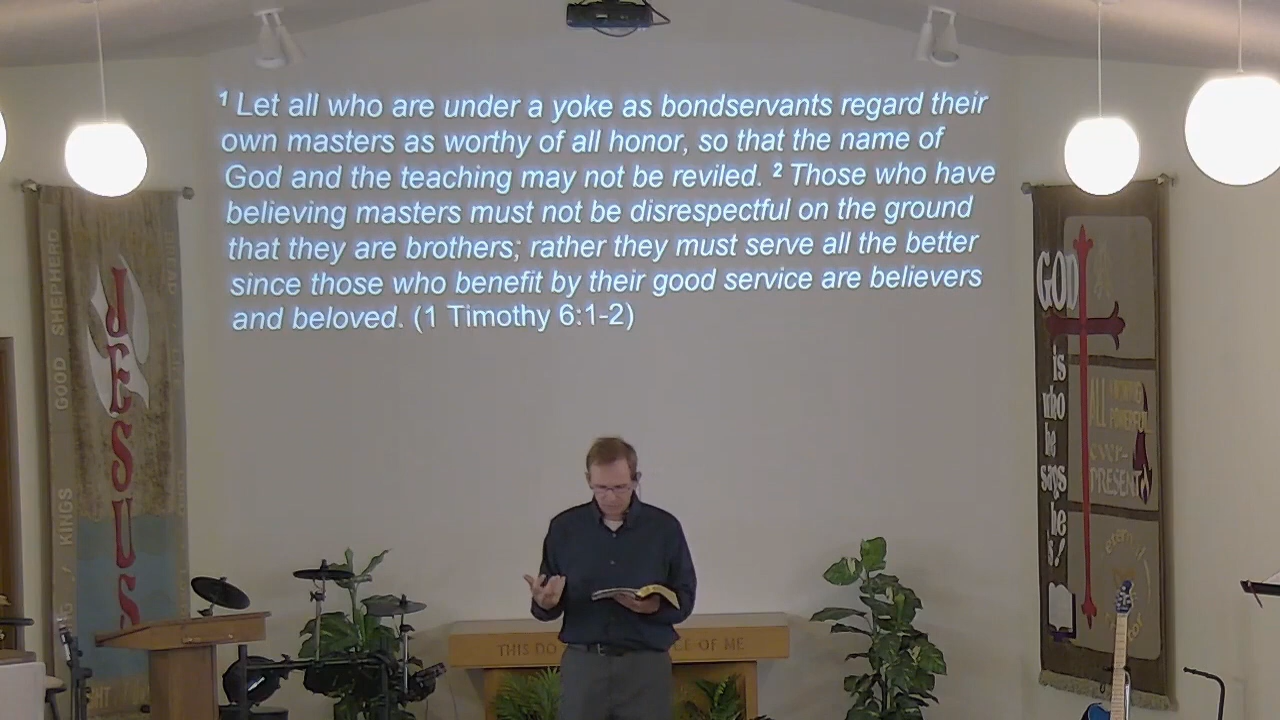 ¹ Let all who are under a yoke as bondservants regard their
own masters as worthy of all honor, so that the name of
God and the teaching may not be reviled. ² Those who have
believing masters must not be disrespectful on the ground
that they are brothers; rather they must serve all the better
since those who benefit by their good service are believers
and beloved. (1 Timothy 6:1-2)
GOOD SHEPHERD
KINGS
JESUS
GOD
is
who
he
says
he
is!
ALL
POWERFUL
ever-
PRESENT
THIS DO
CE OF ME